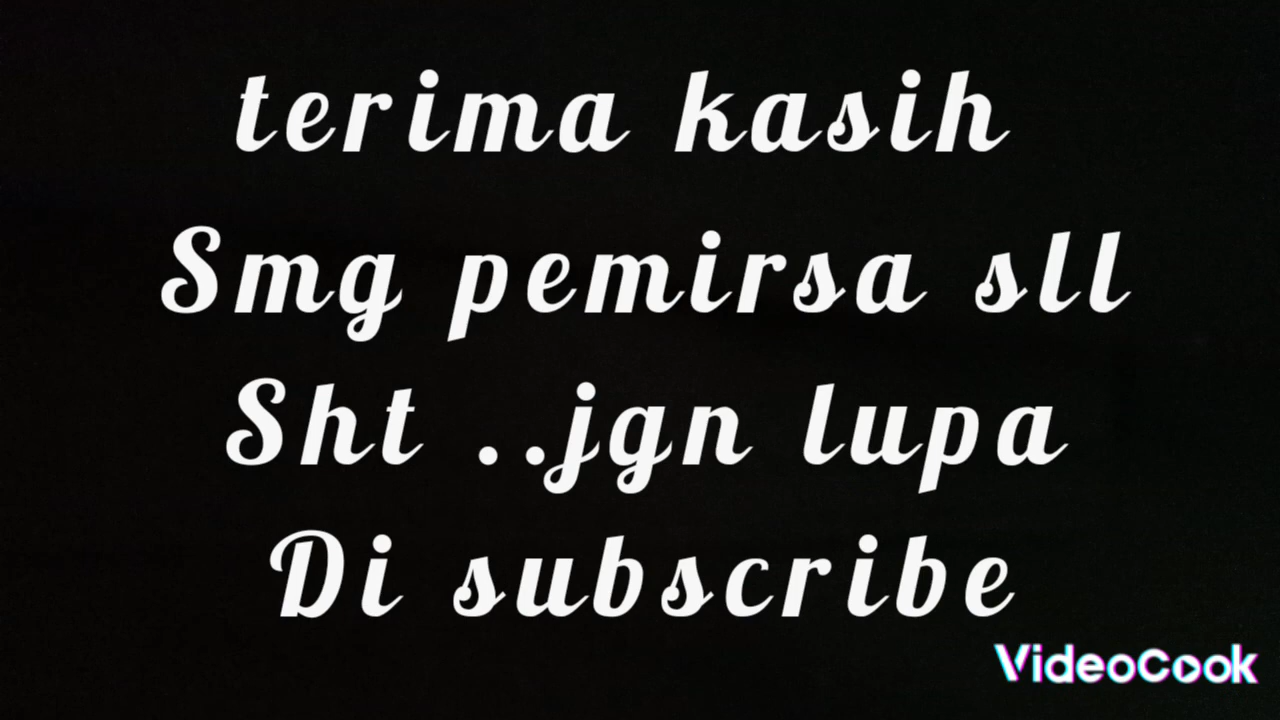 terima kasih
Smg pemirsa sll
Sht ..jgn lupa
Di subscribe
VideoCook